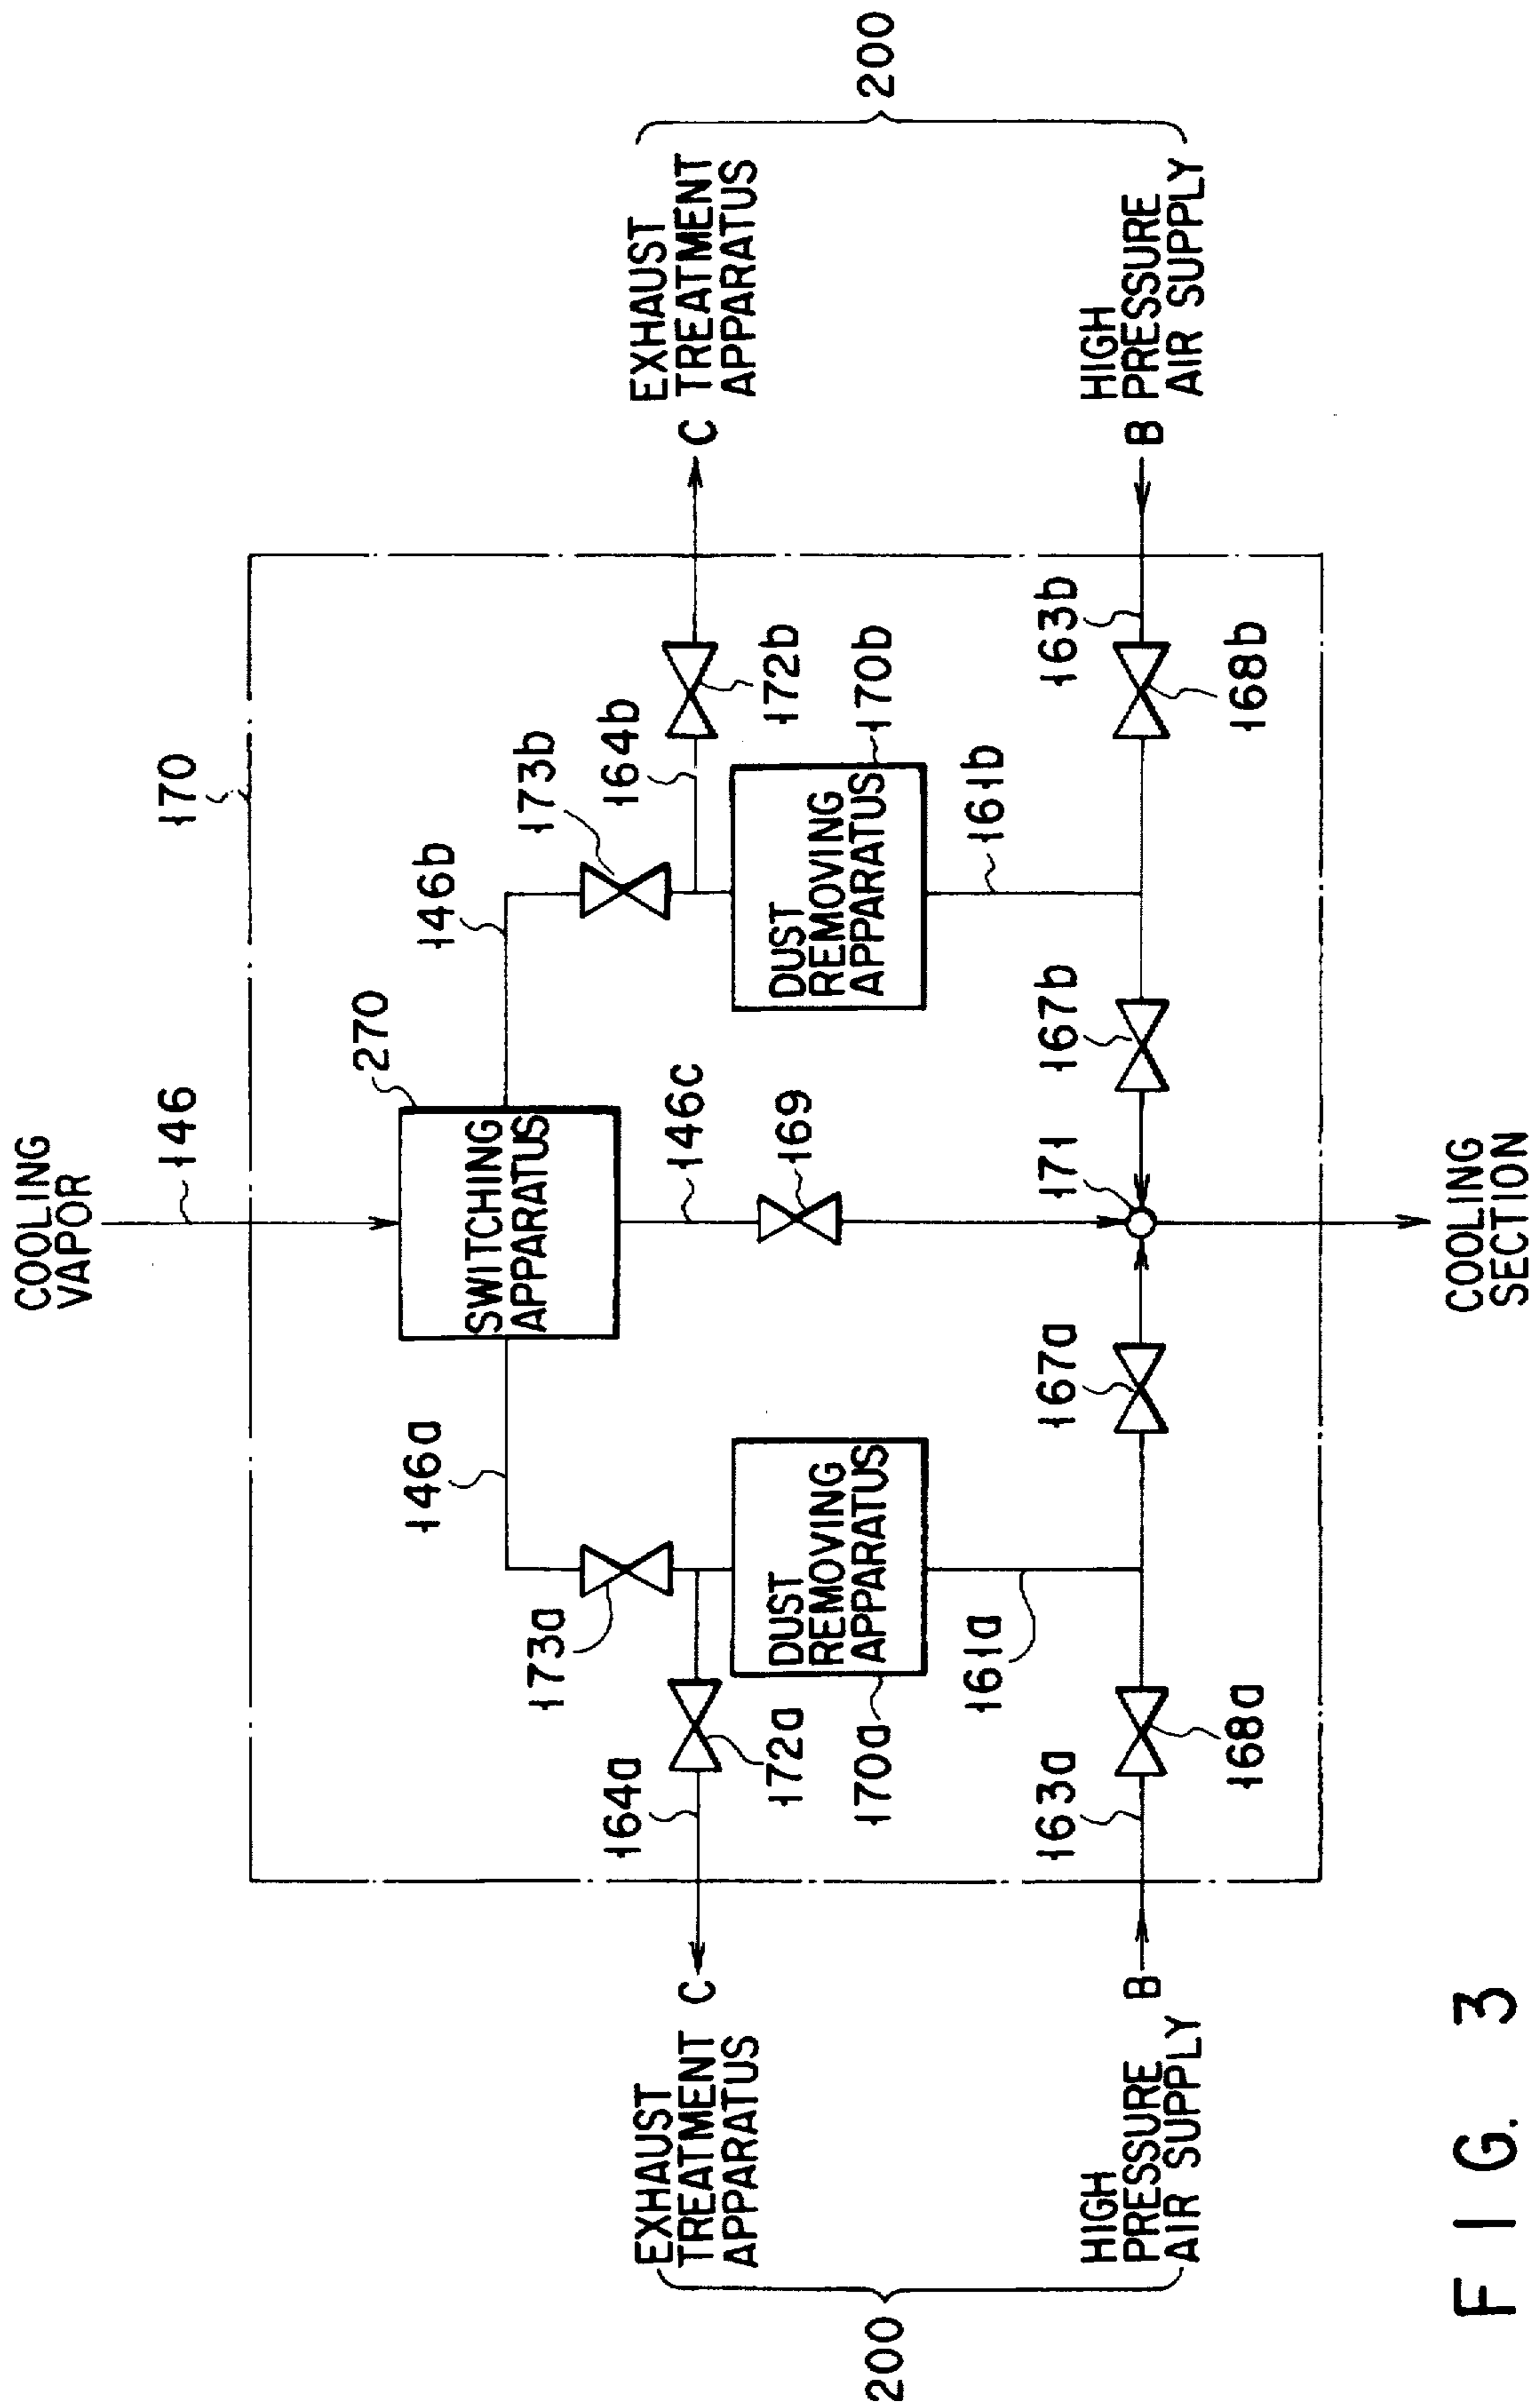 COOLING
VAPOR
146
170
270
SWITCHING
APPARATUS
146a
146b
146c
173a
173b
169
EXHAUST
TREATMENT
APPARATUS
C
164a
172a
164b
172b
C
EXHAUST
TREATMENT
APPARATUS
DUST
REMOVING
APPARATUS
170a
DUST
REMOVING
APPARATUS
170b
200
200
161a
161b
HIGH
PRESSURE
AIR SUPPLY
B
163a
168a
167a
171
167b
163b
168b
B
HIGH
PRESSURE
AIR SUPPLY
COOLING
SECTION
FIG. 3